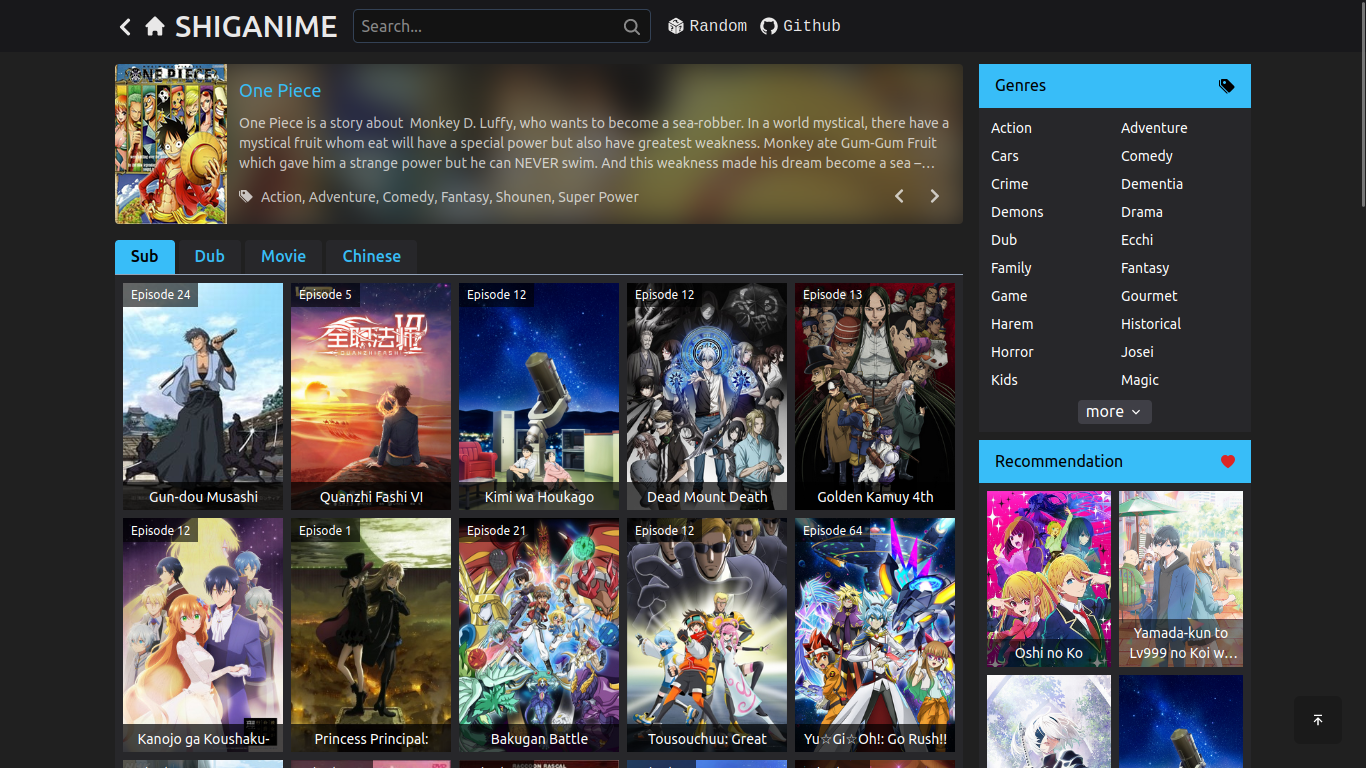 SHIGANIME
Search...
Random
Github
ONE PIECE
One Piece
One Piece is a story about  Monkey D. Luffy, who wants to become a sea-robber. In a world mystical, there have a
mystical fruit whom eat will have a special power but also have greatest weakness. Monkey ate Gum-Gum Fruit
which gave him a strange power but he can NEVER swim. And this weakness made his dream become a sea –…
Action, Adventure, Comedy, Fantasy, Shounen, Super Power
Sub
Dub
Movie
Chinese
Episode 24
Gun-dou Musashi
Episode 5
全职法师 VI
QUANZHIFASHI
Quanzhi Fashi VI
Episode 12
Kimi wa Houkago
Episode 12
Dead Mount Death
Episode 13
Golden Kamuy 4th
Episode 12
Kanojo ga Koushaku-
Episode 1
Princess Principal:
Episode 21
Bakugan Battle
Episode 12
Tousouchuu: Great
Episode 64
Yu☆Gi☆Oh!: Go Rush!!
Genres
Action
Adventure
Cars
Comedy
Crime
Dementia
Demons
Drama
Dub
Ecchi
Family
Fantasy
Game
Gourmet
Harem
Historical
Horror
Josei
Kids
Magic
more
Recommendation
Oshi no Ko
Yamada-kun to
Lv999 no Koi w…